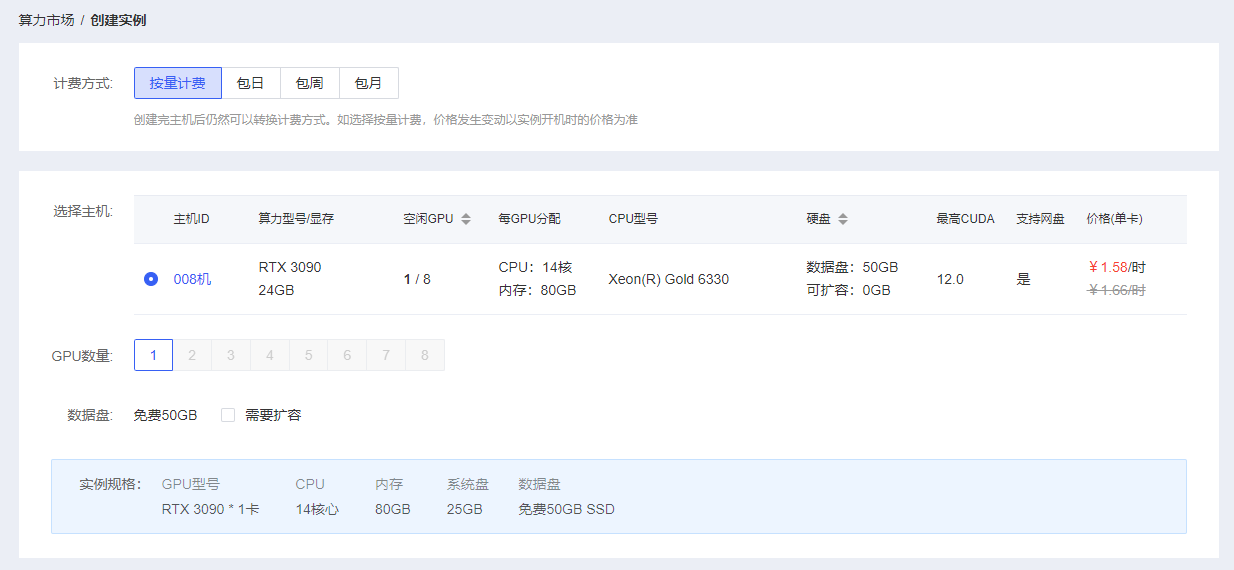 算力市场 / 创建实例
计费方式: 按量计费 包日 包周 包月
创建完主机后仍然可以转换计费方式。如选择按量计费，价格发生变动以实例开机时的价格为准
选择主机: 主机ID 算力型号/显存 空闲GPU 每GPU分配 CPU型号 硬盘 最高CUDA 支持网盘 价格(单卡)
RTX 3090 CPU：14核 数据盘：50GB ￥1.58/时
008机 1 / 8 Xeon(R) Gold 6330 12.0 是
24GB 内存：80GB 可扩容：0GB ￥1.66/时
GPU数量: 1 2 3 4 5 6 7 8
数据盘: 免费50GB 需要扩容
实例规格： GPU型号 CPU 内存 系统盘 数据盘
RTX 3090 * 1卡 14核心 80GB 25GB 免费50GB SSD